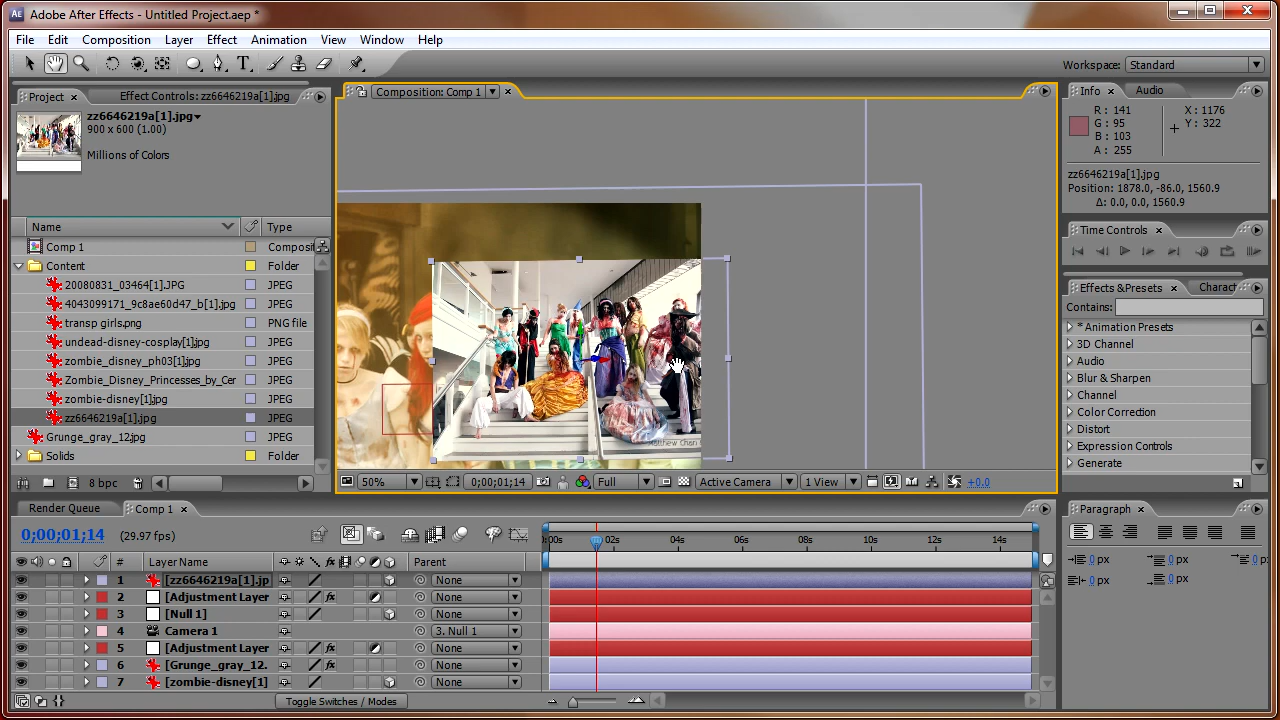 Adobe After Effects - Untitled Project.aep *
File Edit Composition Layer Effect Animation View Window Help
Workspace: Standard
Project × Effect Controls: zz6646219a[1].jpg
Composition: Comp 1 ×
Info × Audio
zz6646219a[1].jpg
900 x 600 (1.00)
Millions of Colors
R : 141
G : 95
B : 103
A : 255
X : 1176
Y : 322
zz6646219a[1].jpg
Position: 1878.0, -86.0, 1560.9
Δ: 0.0, 0.0, 1560.9
Name Type
Comp 1 Composit
Content Folder
20080831_03464[1].JPG JPEG
4043099171_9c8ae60d47_b[1].jpg JPEG
transp girls.png PNG file
undead-disney-cosplay[1].jpg JPEG
zombie_disney_ph03[1].jpg JPEG
Zombie_Disney_Princesses_by_Cer JPEG
zombie-disney[1].jpg JPEG
zz6646219a[1].jpg JPEG
Grunge_gray_12.jpg JPEG
Solids Folder
8 bpc
Time Controls ×
Effects & Presets × Charact
Contains:
* Animation Presets
3D Channel
Audio
Blur & Sharpen
Channel
Color Correction
Distort
Expression Controls
Generate
50% 0;00;01;14 Full Active Camera 1 View +0.0
Render Queue Comp 1 ×
0;00;01;14 (29.97 fps)
:00s 02s 04s 06s 08s 10s 12s 14s
# Layer Name Parent
1 [zz6646219a[1].jp None
2 [Adjustment Layer None
3 [Null 1] None
4 Camera 1 3. Null 1
5 [Adjustment Layer None
6 [Grunge_gray_12. None
7 [zombie-disney[1] None
Toggle Switches / Modes
Paragraph ×
0 px 0 px 0 px
0 px 0 px